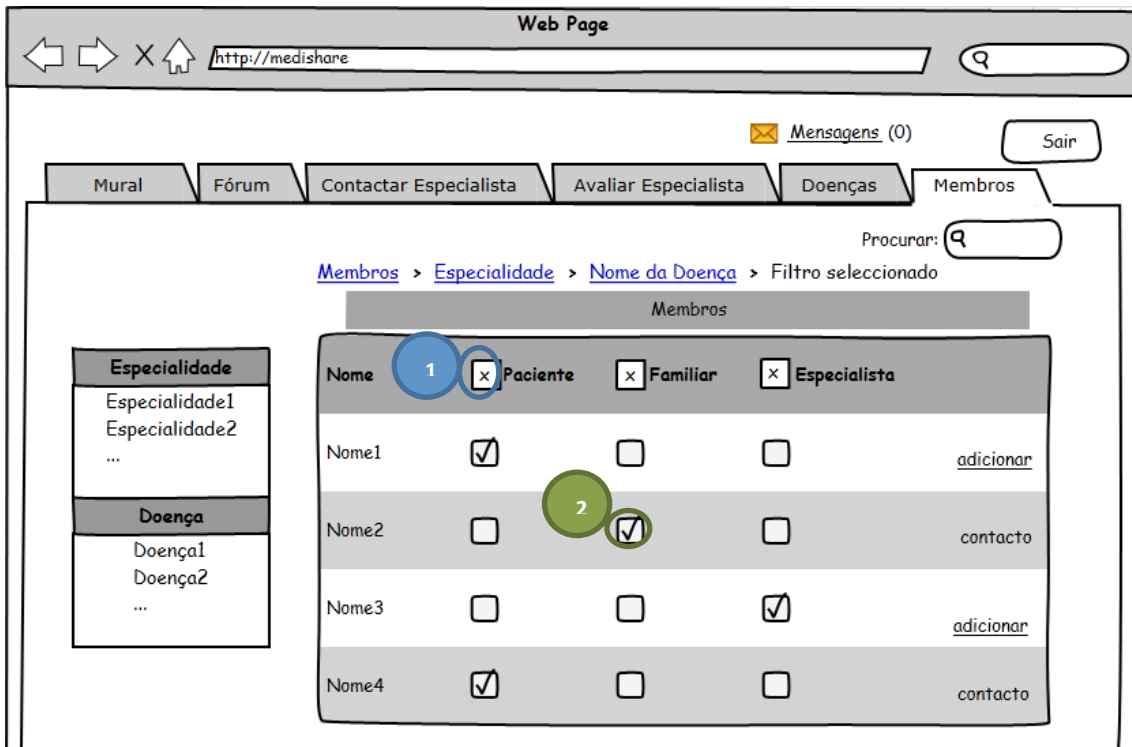 Web Page
http://medishare
Mensagens (0)
Sair
Mural Fórum Contactar Especialista Avaliar Especialista Doenças Membros
Procurar:
Membros > Especialidade > Nome da Doença > Filtro seleccionado
Membros
Especialidade
Especialidade1
Especialidade2
...
Doença
Doença1
Doença2
...
Nome 1 x Paciente x Familiar x Especialista
Nome1 adicionar
2
Nome2 contacto
Nome3 adicionar
Nome4 contacto